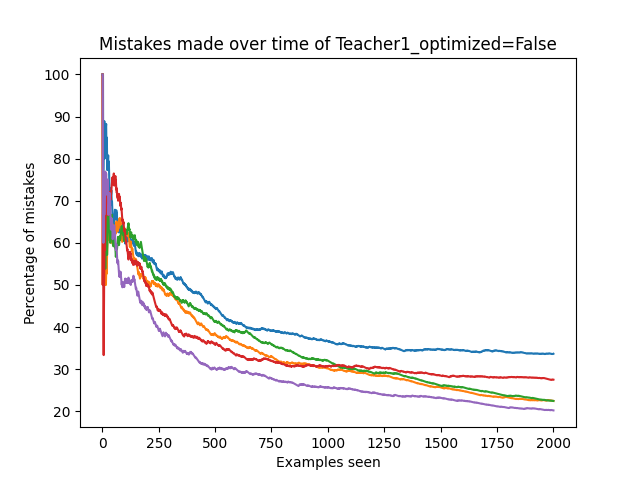 Mistakes made over time of Teacher1_optimized=False
Percentage of mistakes
100
90
80
70
60
50
40
30
20
0 250 500 750 1000 1250 1500 1750 2000
Examples seen